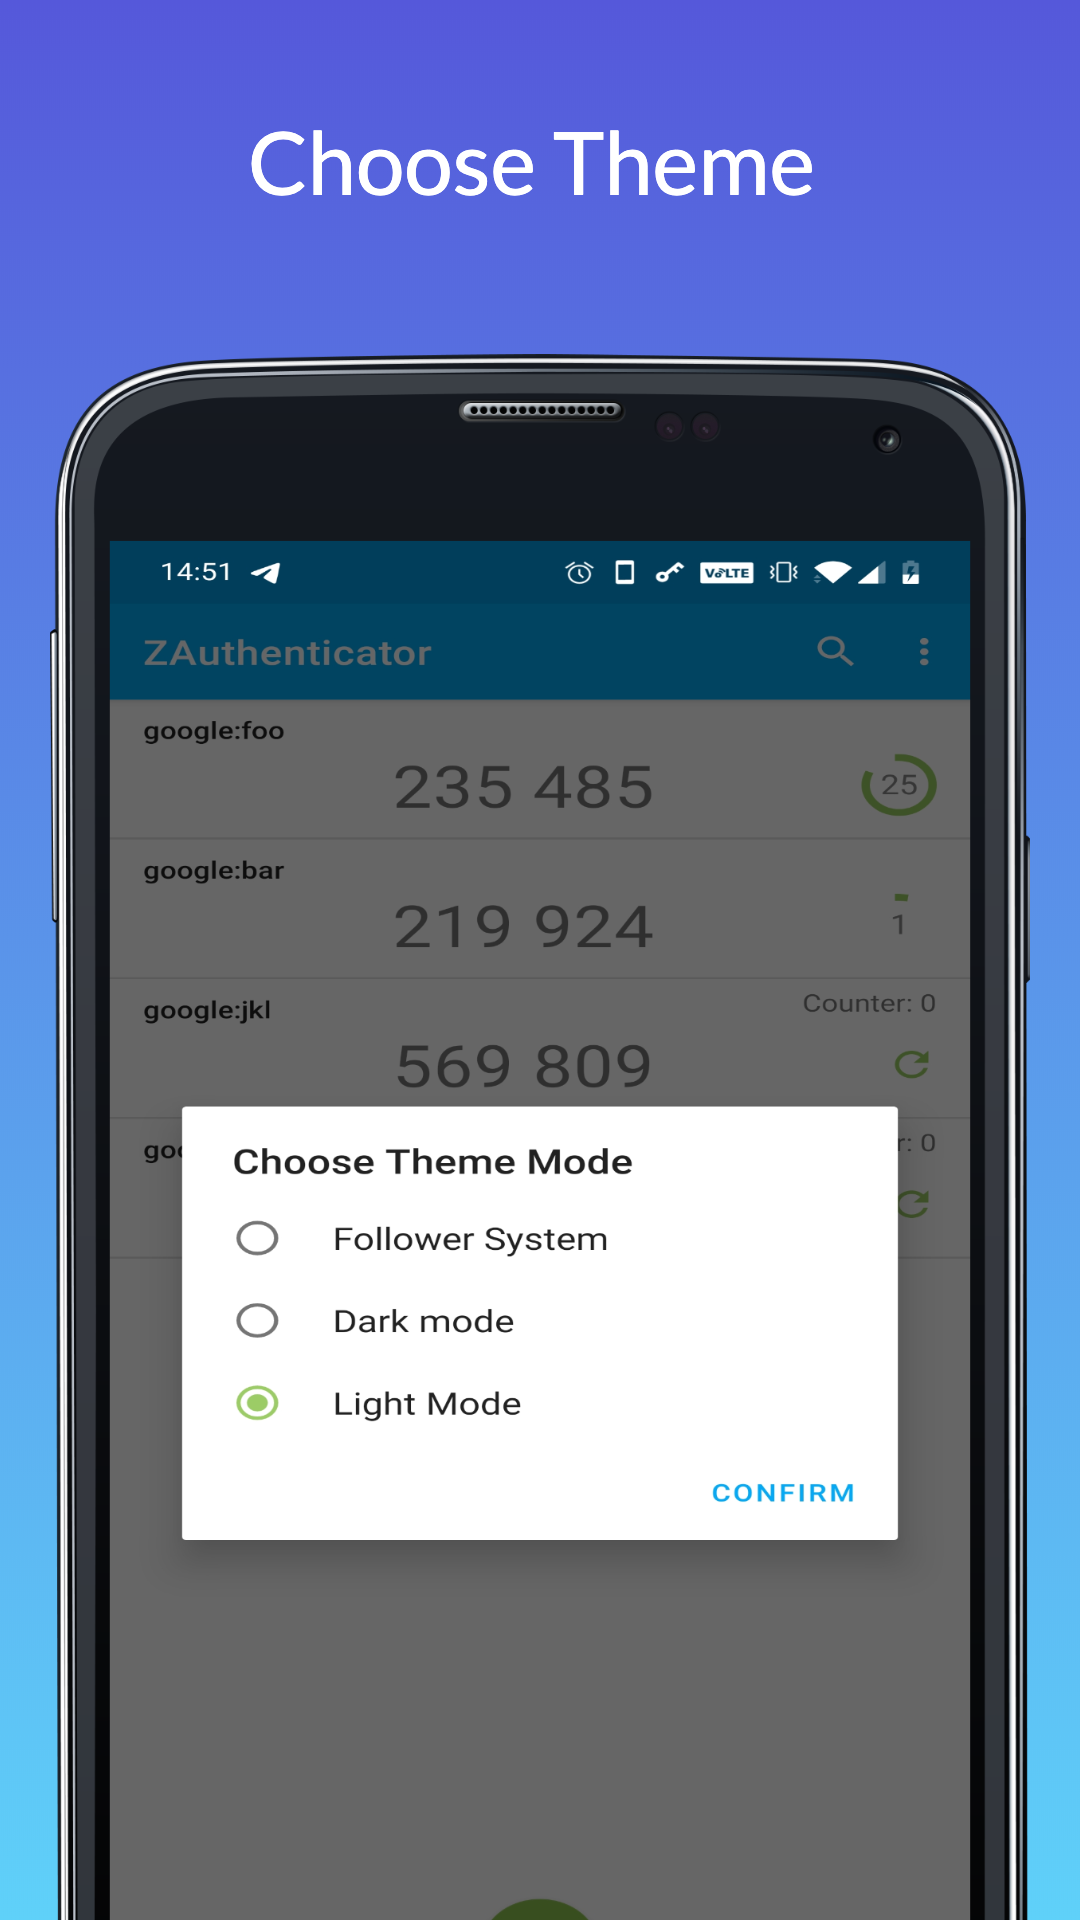 Choose Theme
14:51
VoLTE
ZAuthenticator
google:foo
235 485
25
google:bar
219 924
1
google:jkl
Counter: 0
569 809
r: 0
Choose Theme Mode
Follower System
Dark mode
Light Mode
CONFIRM